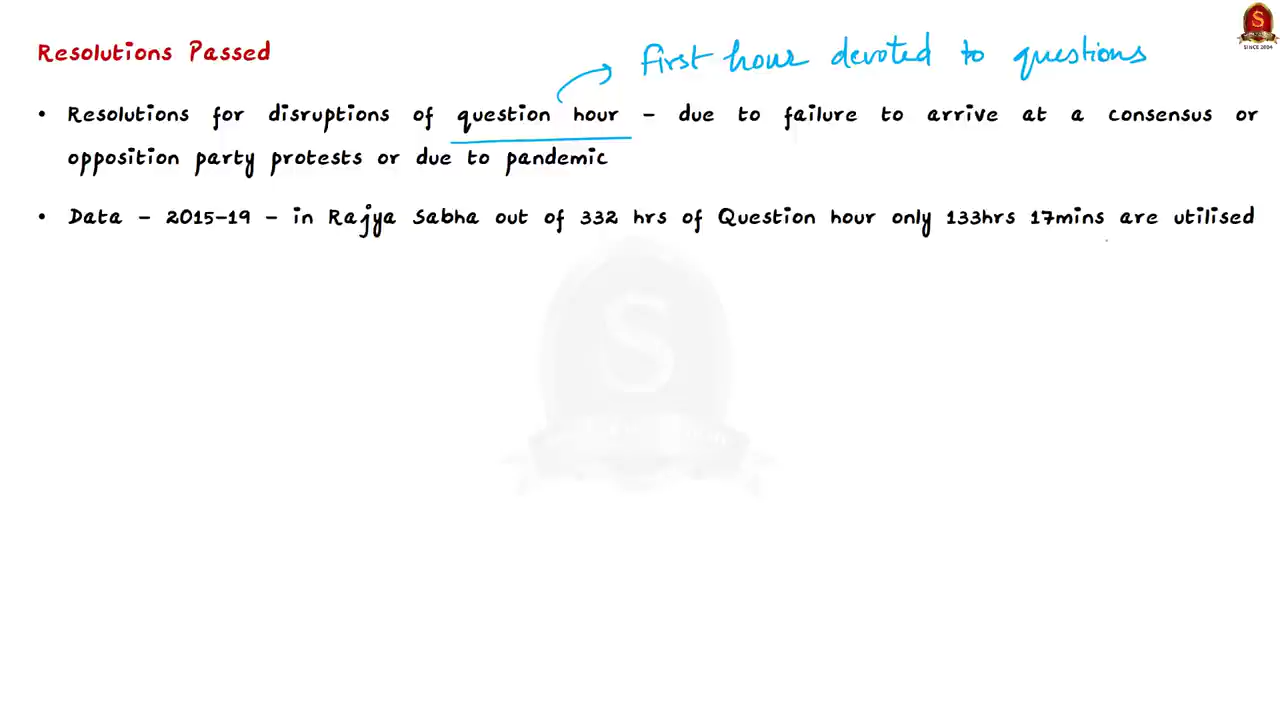 Resolutions Passed
first hour devoted to questions
• Resolutions for disruptions of question hour - due to failure to arrive at a consensus or
opposition party protests or due to pandemic
• Data - 2015-19 - in Rajya Sabha out of 332 hrs of Question hour only 133hrs 17mins are utilised
S
SINCE 2004
S